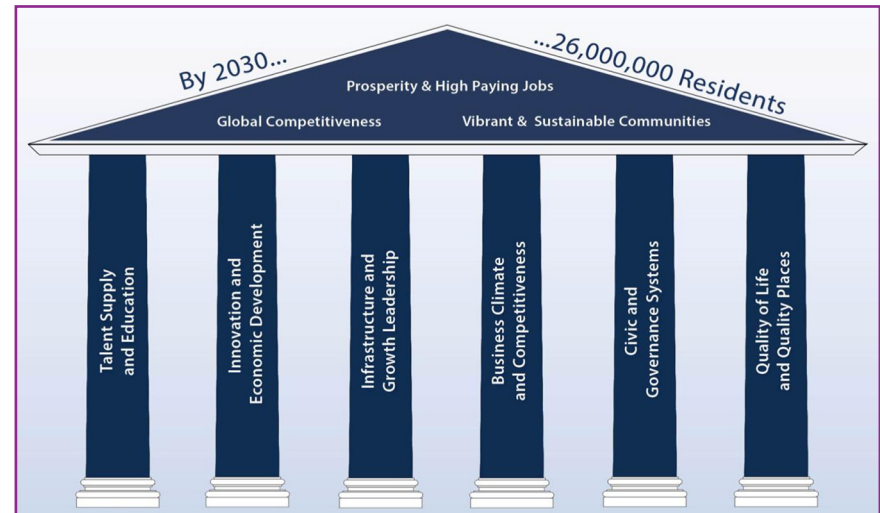 By 2030...
...26,000,000 Residents
Prosperity & High Paying Jobs
Global Competitiveness
Vibrant & Sustainable Communities
Talent Supply
and Education
Innovation and
Economic Development
Infrastructure and
Growth Leadership
Business Climate
and Competitiveness
Civic and
Governance Systems
Quality of Life
and Quality Places